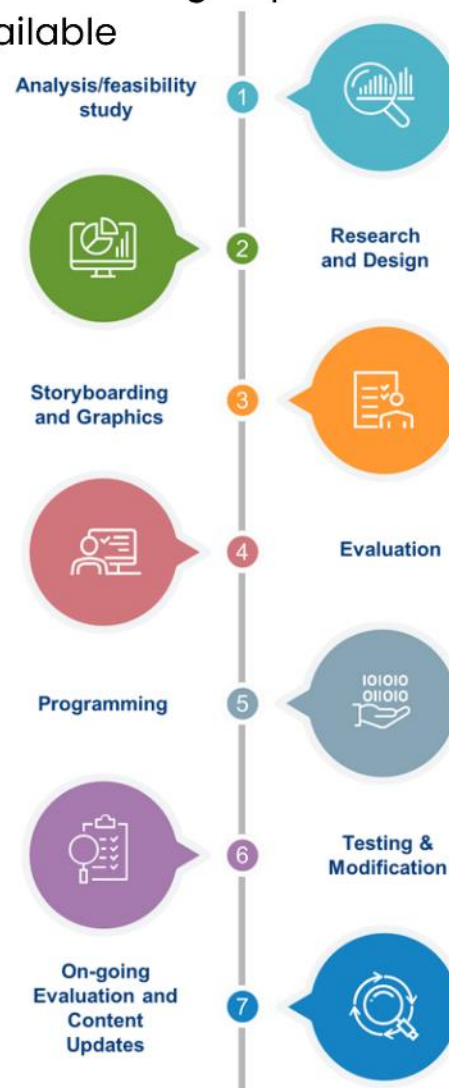 ailable
Analysis/feasibility
study
1
2
Research
and Design
Storyboarding
and Graphics
3
4
Evaluation
Programming
5
101010
011010
6
Testing &
Modification
On-going
Evaluation and
Content
Updates
7